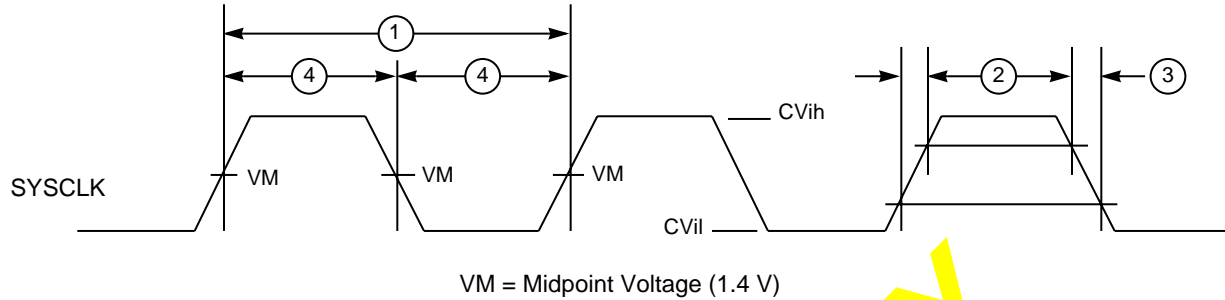 1
4
4
2
3
CVih
VM
VM
VM
SYSCLK
CVil
VM = Midpoint Voltage (1.4 V)